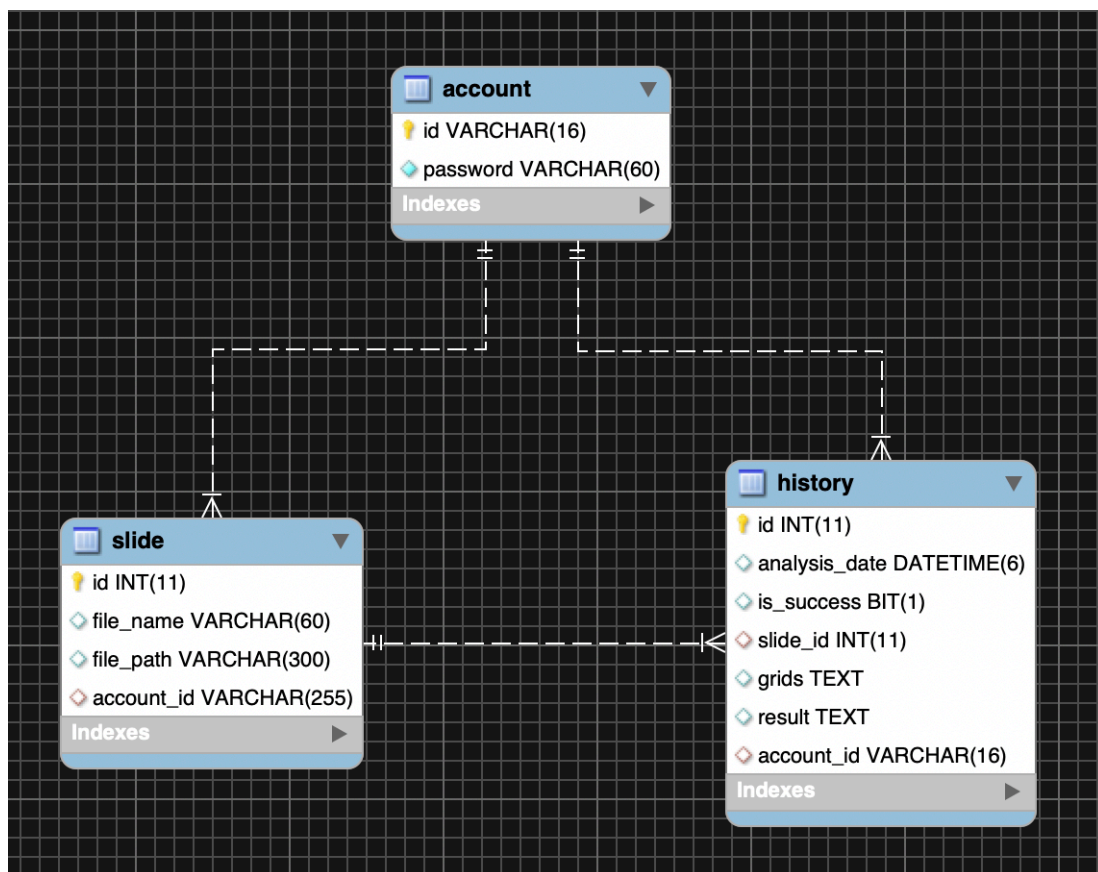 account
id VARCHAR(16)
password VARCHAR(60)
Indexes
slide
id INT(11)
file_name VARCHAR(60)
file_path VARCHAR(300)
account_id VARCHAR(255)
Indexes
history
id INT(11)
analysis_date DATETIME(6)
is_success BIT(1)
slide_id INT(11)
grids TEXT
result TEXT
account_id VARCHAR(16)
Indexes